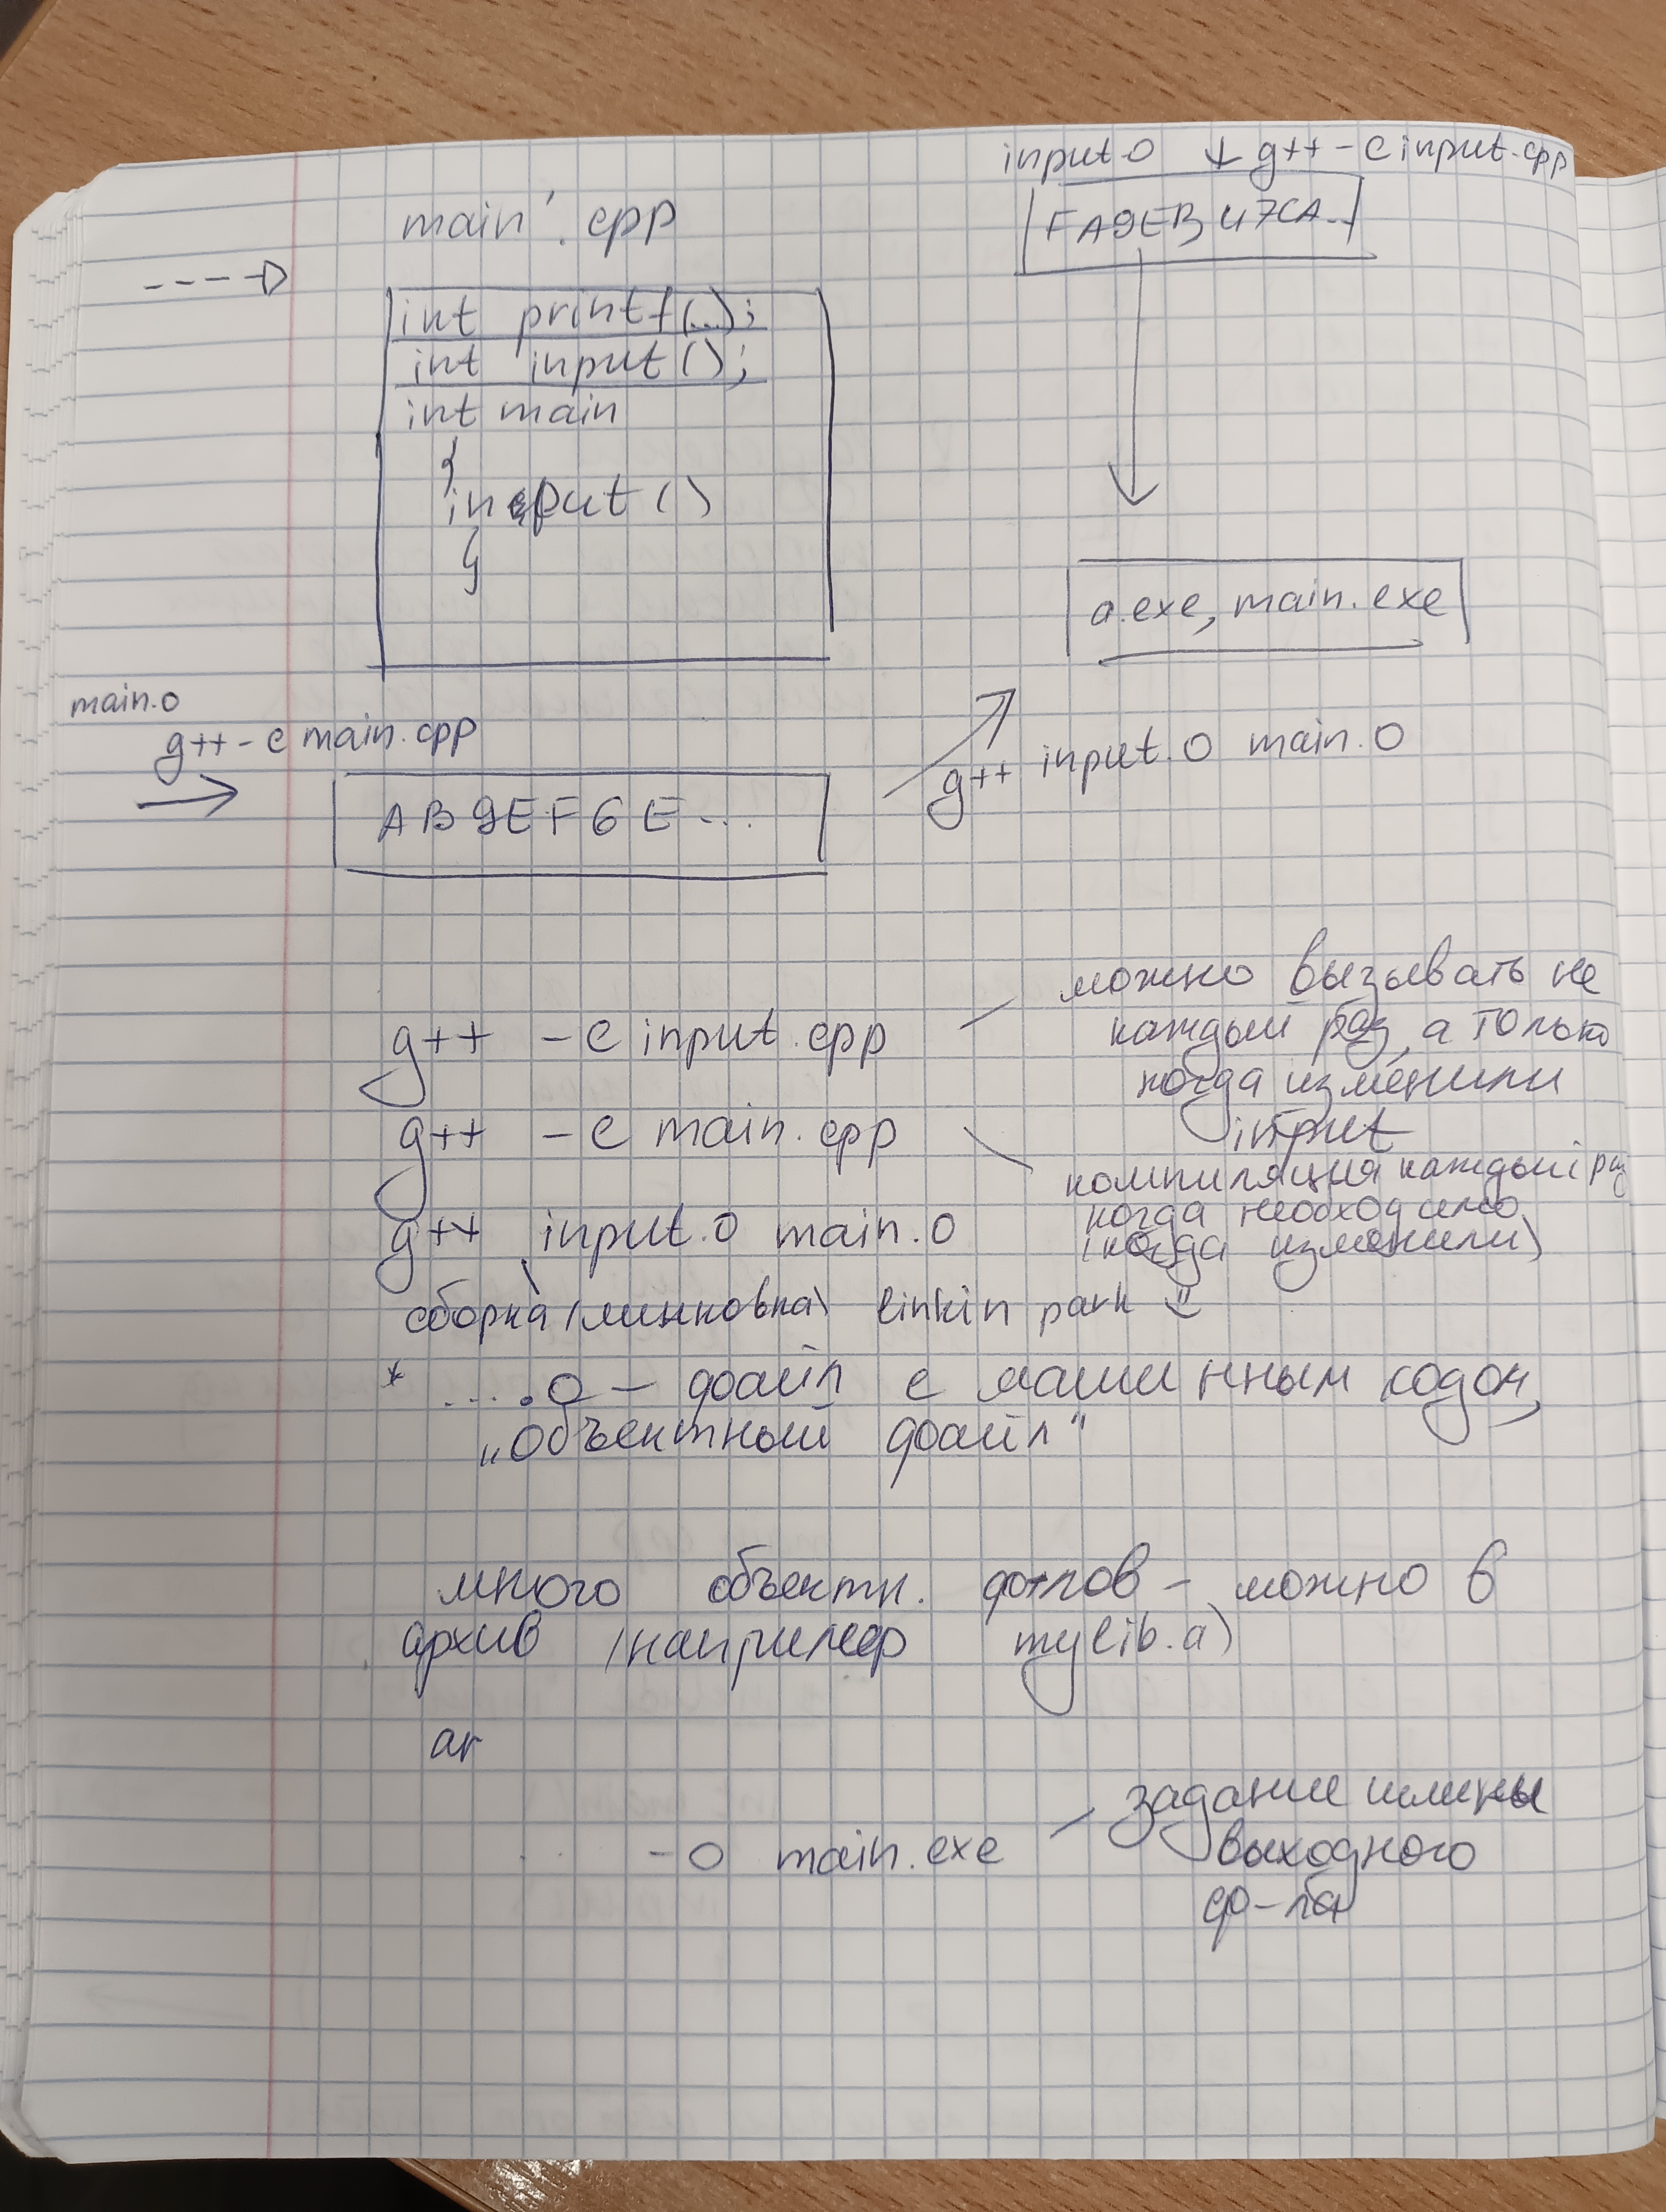 input.o ↓ g++ -c input.cpp
FA9EB47CA...
main.cpp
int printf(...);
int input();
int main
{
input()
}
a.exe, main.exe
main.o
g++ -c main.cpp
AB9EF6E...
g++ input.o main.o
g++ -c input.cpp — можно вызывать не
каждый раз, а только
когда изменили
input
g++ -c main.cpp
компиляция каждый раз
когда необходимо
(когда изменили)
g++ input.o main.o
сборка (линковка) linkin park
* ....o — файл с машинным кодом,
„объектный файл“
много объектн. ф-лов — можно в
архив (например mylib.a)
ar
-o main.exe — задание имены
выходного
ф-ла